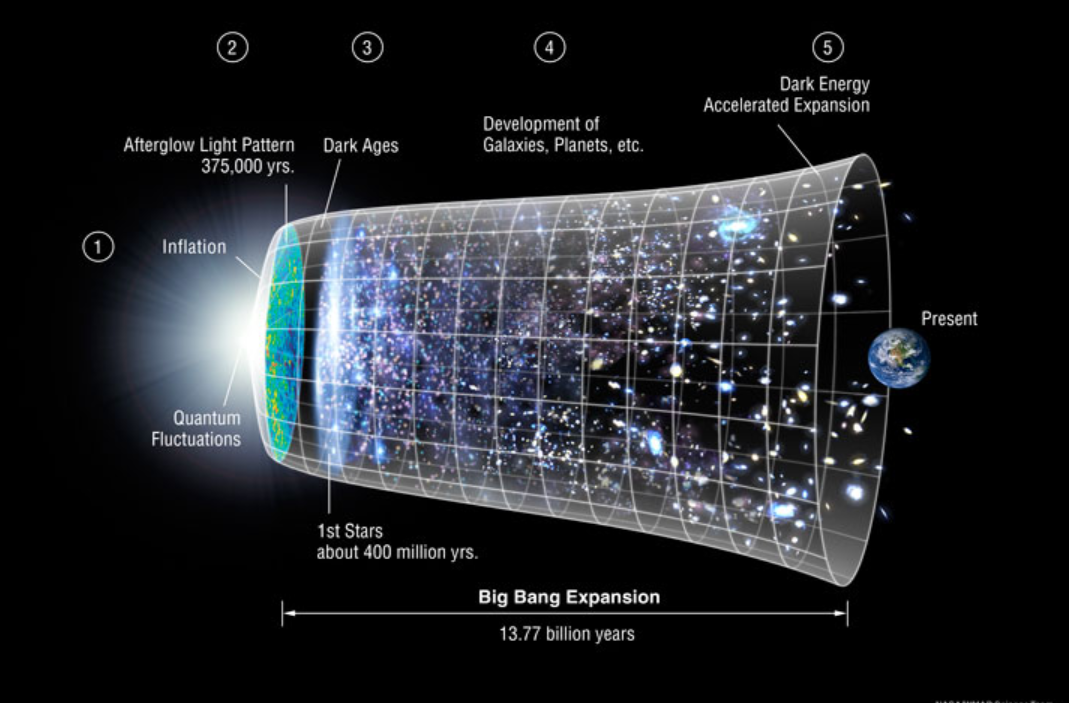 2
3
4
5
Dark Energy
Accelerated Expansion
Development of
Galaxies, Planets, etc.
Afterglow Light Pattern
375,000 yrs.
Dark Ages
1
Inflation
Present
Quantum
Fluctuations
1st Stars
about 400 million yrs.
Big Bang Expansion
13.77 billion years